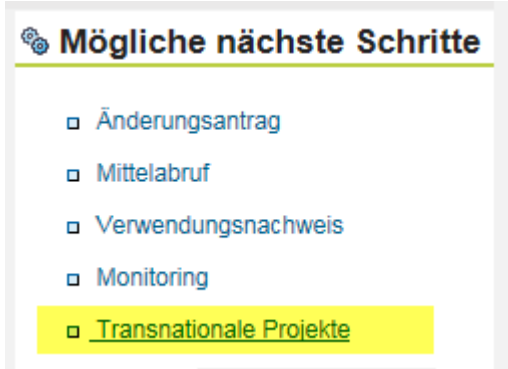 Mögliche nächste Schritte
Änderungsantrag
Mittelabruf
Verwendungsnachweis
Monitoring
Transnationale Projekte